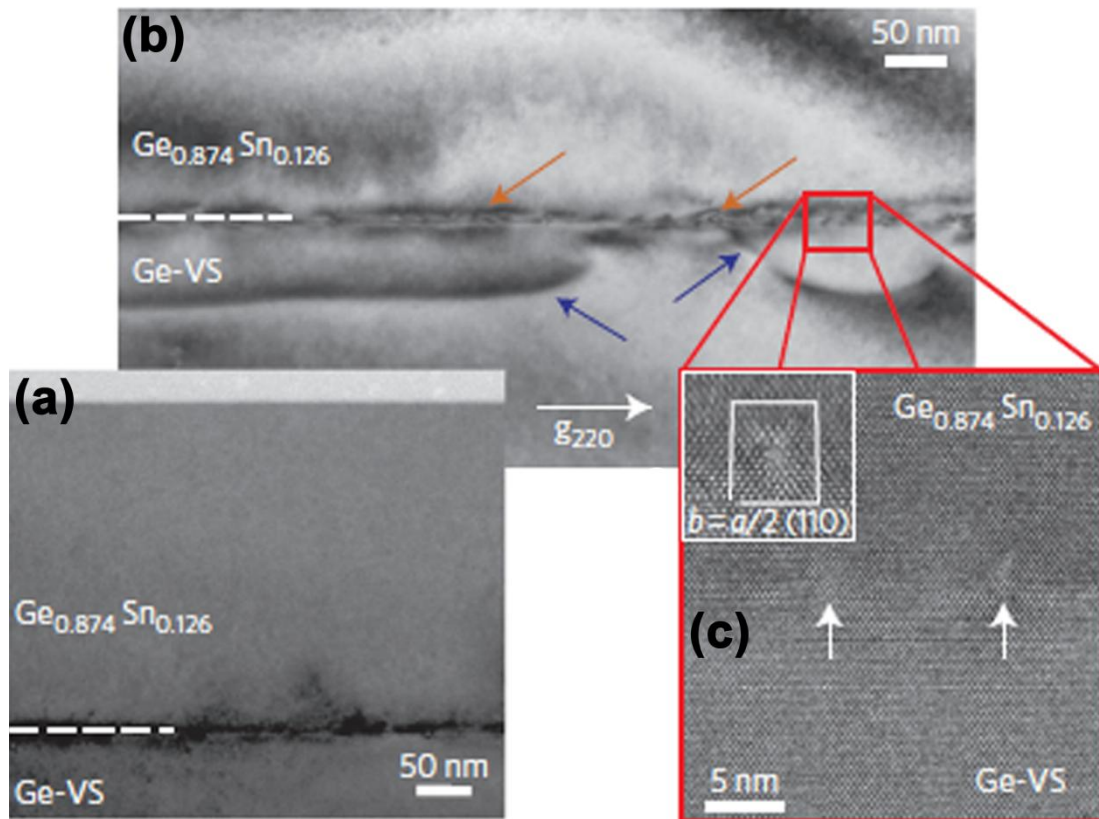 (b)
50 nm
Ge0.874 Sn0.126
Ge-VS
g220
(a)
Ge0.874 Sn0.126
50 nm
Ge-VS
Ge0.874 Sn0.126
b = a/2 (110)
(c)
5 nm
Ge-VS